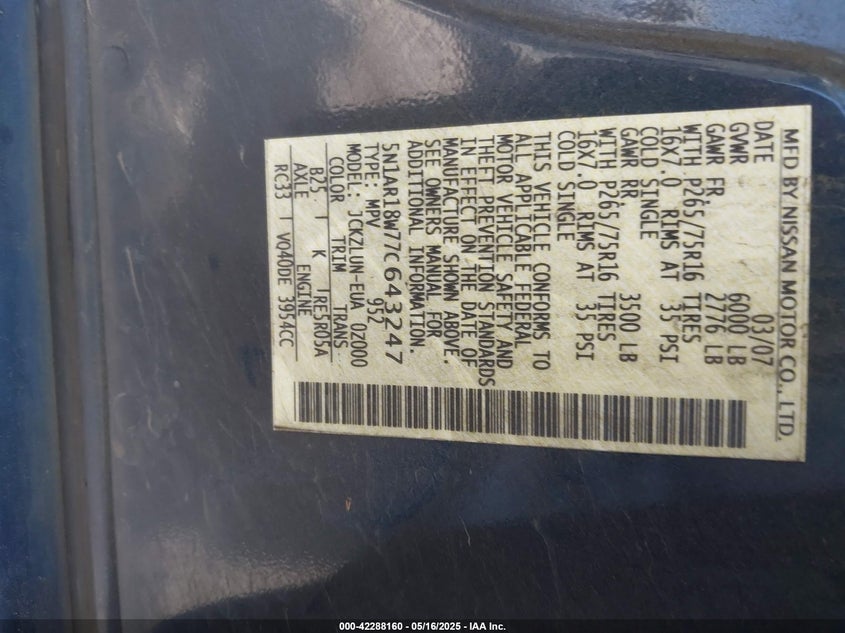 MFD BY NISSAN MOTOR CO., LTD.
DATE 03/07
GVWR 6000 LB
GAWR FR. 2776 LB
WITH P265/75R16 TIRES
16X7.0 RIMS AT 35 PSI
COLD SINGLE
GAWR RR. 3500 LB
WITH P265/75R16 TIRES
16X7.0 RIMS AT 35 PSI
COLD SINGLE
THIS VEHICLE CONFORMS TO
ALL APPLICABLE FEDERAL
MOTOR VEHICLE SAFETY AND
THEFT PREVENTION STANDARDS
IN EFFECT ON THE DATE OF
MANUFACTURE SHOWN ABOVE.
SEE OWNERS MANUAL FOR
ADDITIONAL INFORMATION.
5N1AR18W77C643247
TYPE: MPV 95Z
MODEL: JCKZBLUN-EUA OZ000
COLOR TRIM TRANS
B25 K RE5R05A
AXLE ENGINE
RC33 VQ40DE 3954CC
000-42288160 - 05/16/2025 - IAA Inc.